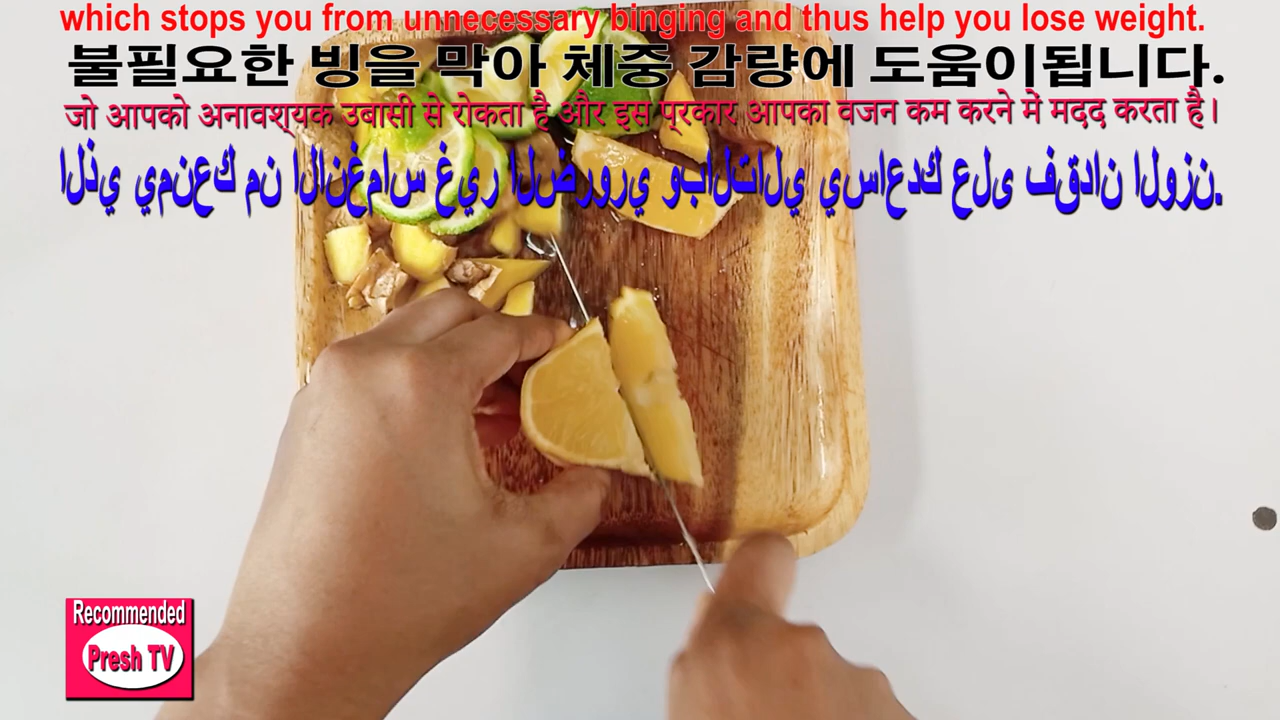 which stops you from unnecessary binging and thus help you lose weight.
불필요한 빙을 막아 체중 감량에 도움이됩니다.
जो आपको अनावश्यक उबासी से रोकता है और इस प्रकार आपका वजन कम करने में मदद करता है।
الذي يمنعك من الانغماس غير الضروري وبالتالي يساعدك على فقدان الوزن.
Recommended
Presh TV